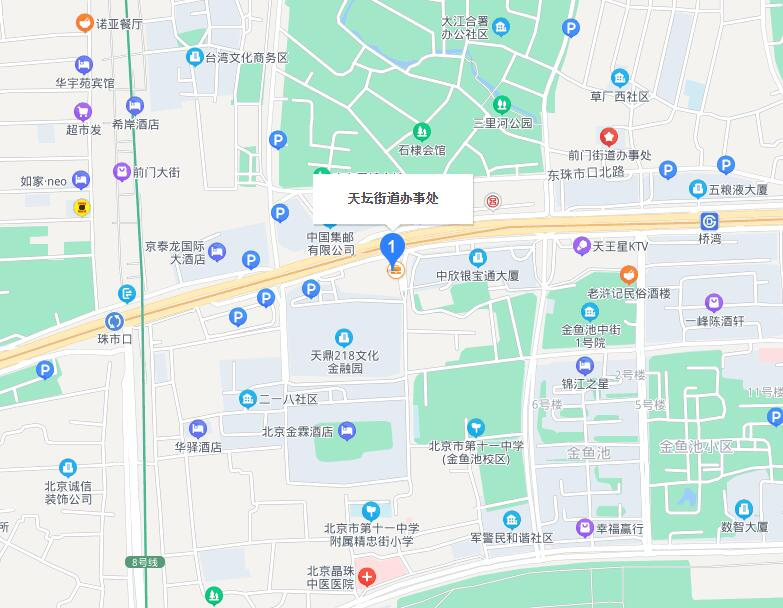 诺亚餐厅
大江合署
办公社区
P
台湾文化商务区
华宇苑宾馆
草厂西社区
超市发
希岸酒店
三里河公园
P
石棣会馆
前门街道办事处
前门大街
东珠市口北路
P
P
如家·neo
五粮液大厦
天坛街道办事处
P
中国集邮
有限公司
桥湾
京泰龙国际
大酒店
1
天王星KTV
P
中欣银宝通大厦
老浒记民俗酒楼
P
P
P
一峰陈酒轩
金鱼池中街
1号院
珠市口
天鼎218文化
金融园
P
2号楼
锦江之星
11号楼
二一八社区
6号楼
5号楼
P
北京金霖酒店
华驿酒店
北京市第十一中学
(金鱼池校区)
金鱼池
金鱼池小区
北京诚信
装饰公司
所
北京市第十一中学
附属精忠街小学
军警民和谐社区
幸福赢行
数智大厦
8号线
北京晶珠
中医医院